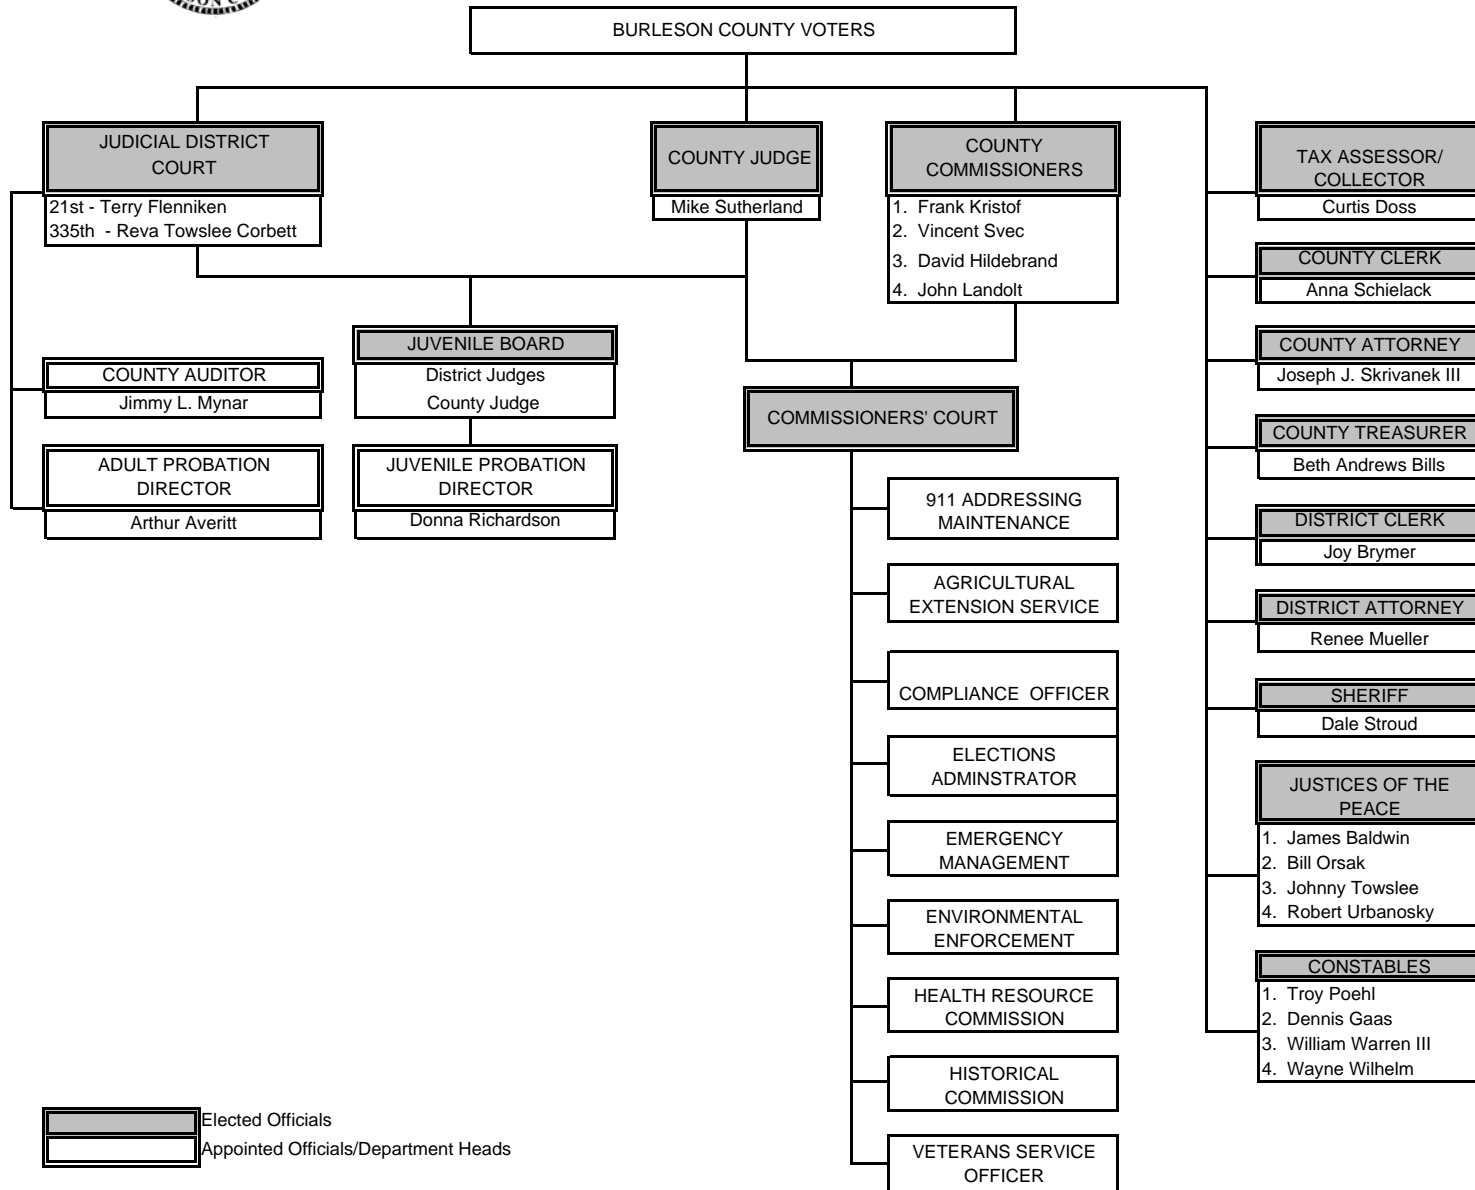 BURLESON COUNTY VOTERS
JUDICIAL DISTRICT
COURT
21st - Terry Flenniken
335th - Reva Towslee Corbett
COUNTY JUDGE
Mike Sutherland
COUNTY
COMMISSIONERS
1. Frank Kristof
2. Vincent Svec
3. David Hildebrand
4. John Landolt
TAX ASSESSOR/
COLLECTOR
Curtis Doss
COUNTY CLERK
Anna Schielack
COUNTY ATTORNEY
Joseph J. Skrivanek III
COUNTY TREASURER
Beth Andrews Bills
DISTRICT CLERK
Joy Brymer
DISTRICT ATTORNEY
Renee Mueller
SHERIFF
Dale Stroud
JUSTICES OF THE
PEACE
1. James Baldwin
2. Bill Orsak
3. Johnny Towslee
4. Robert Urbanosky
CONSTABLES
1. Troy Poehl
2. Dennis Gaas
3. William Warren III
4. Wayne Wilhelm
COUNTY AUDITOR
Jimmy L. Mynar
ADULT PROBATION
DIRECTOR
Arthur Averitt
JUVENILE BOARD
District Judges
County Judge
JUVENILE PROBATION
DIRECTOR
Donna Richardson
COMMISSIONERS' COURT
911 ADDRESSING
MAINTENANCE
AGRICULTURAL
EXTENSION SERVICE
COMPLIANCE OFFICER
ELECTIONS
ADMINSTRATOR
EMERGENCY
MANAGEMENT
ENVIRONMENTAL
ENFORCEMENT
HEALTH RESOURCE
COMMISSION
HISTORICAL
COMMISSION
VETERANS SERVICE
OFFICER
Elected Officials
Appointed Officials/Department Heads